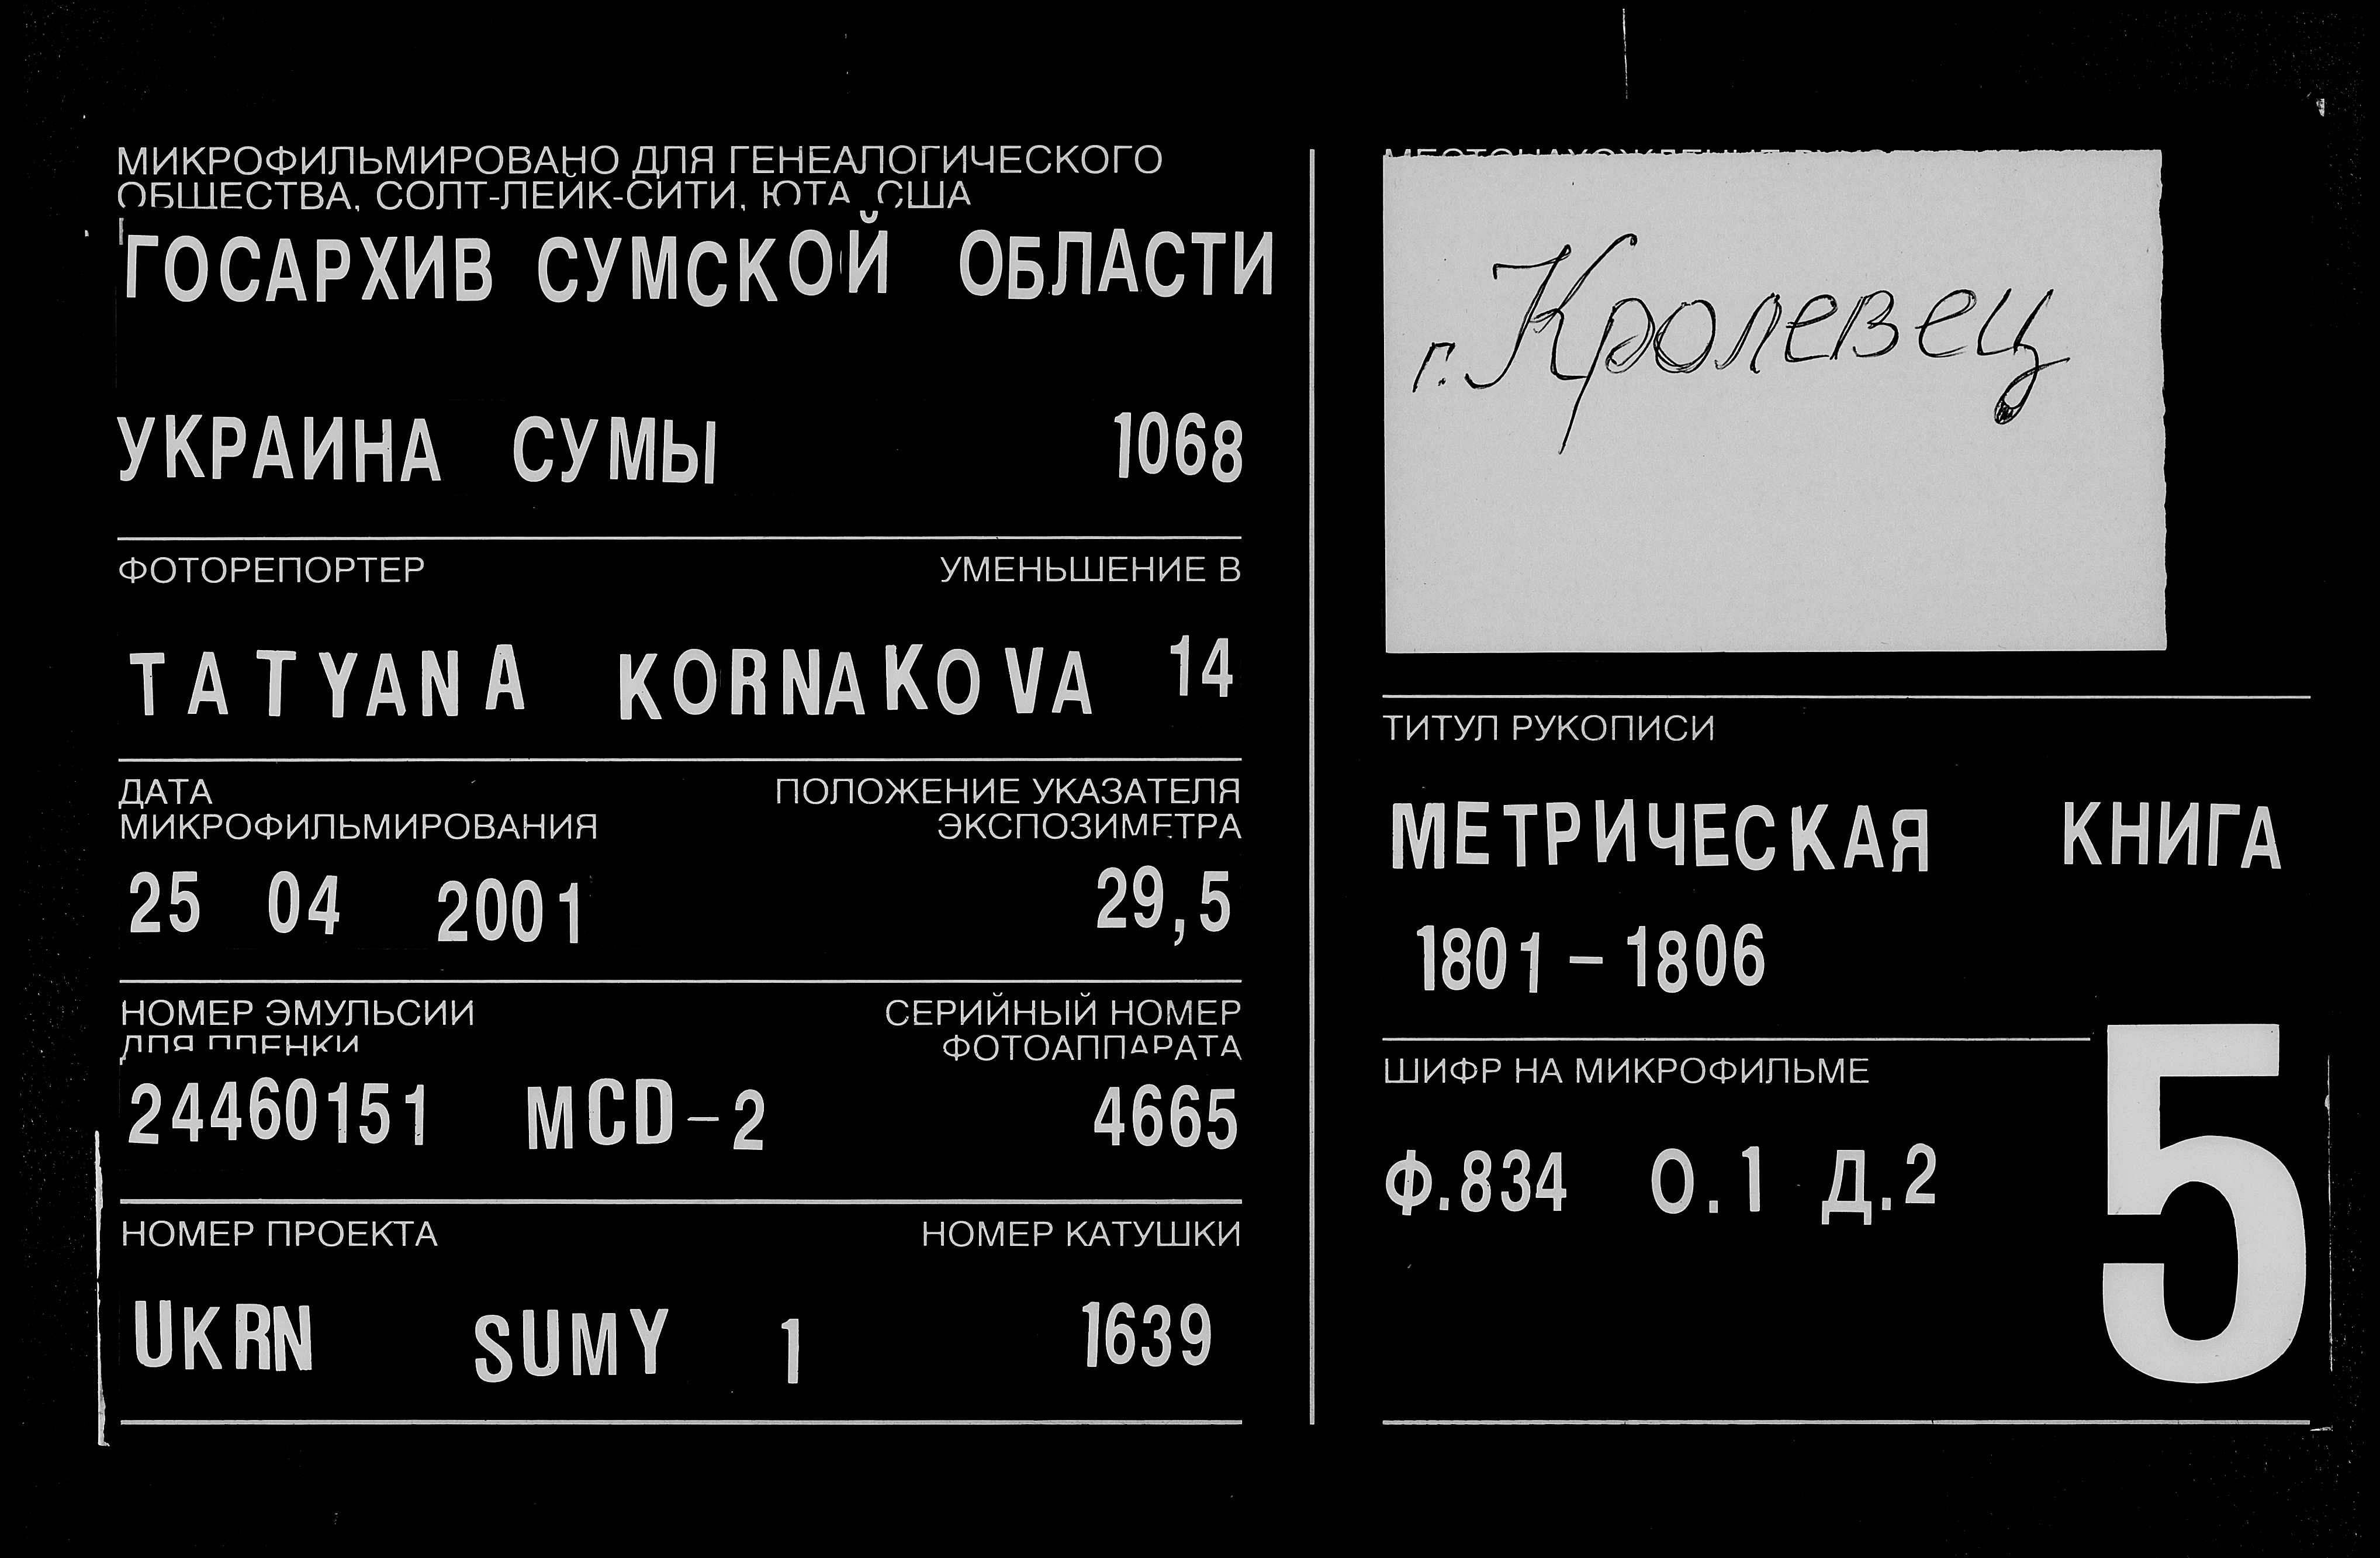 МИКРОФИЛЬМИРОВАНО ДЛЯ ГЕНЕАЛОГИЧЕСКОГО
ОБЩЕСТВА, СОЛТ-ЛЕЙК-СИТИ, ЮТА, США
ГОСАРХИВ СУМСКОЙ ОБЛАСТИ
УКРАИНА СУМЫ 1068
ФОТОРЕПОРТЕР УМЕНЬШЕНИЕ В
TATYANA KORNAKOVA 14
ДАТА ПОЛОЖЕНИЕ УКАЗАТЕЛЯ
МИКРОФИЛЬМИРОВАНИЯ ЭКСПОЗИМЕТРА
25 04 2001 29,5
НОМЕР ЭМУЛЬСИИ СЕРИЙНЫЙ НОМЕР
ДЛЯ ПЛЕНКИ ФОТОАППАРАТА
24460151 MCD-2 4665
НОМЕР ПРОЕКТА НОМЕР КАТУШКИ
UKRN SUMY 1 1639
г. Кролевец
ТИТУЛ РУКОПИСИ
МЕТРИЧЕСКАЯ КНИГА
1801-1806
ШИФР НА МИКРОФИЛЬМЕ
Ф.834 О.1 Д.2
5